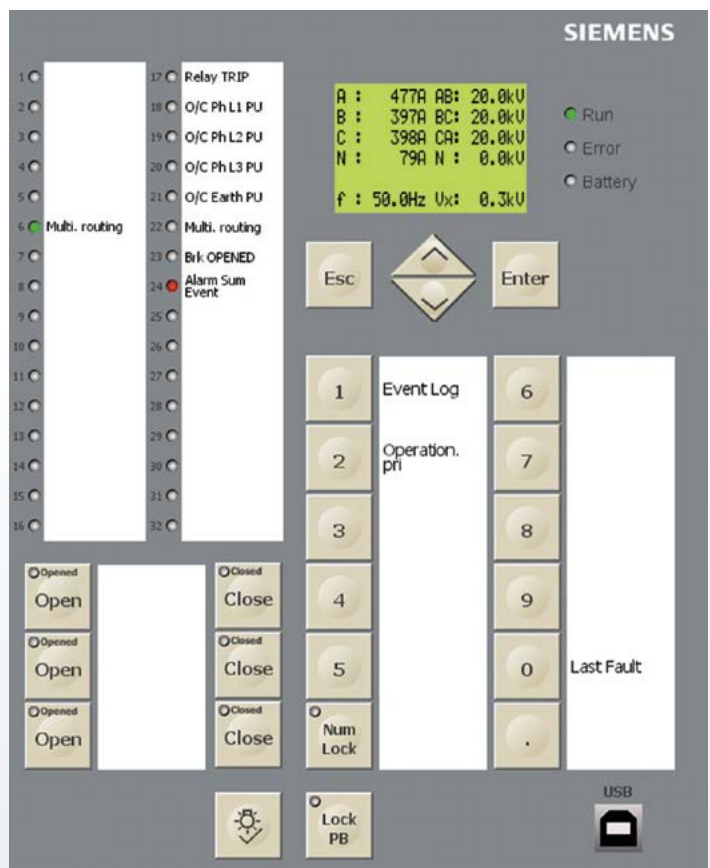 SIEMENS
1
2
3
4
5
6 Multi. routing
7
8
9
10
11
12
13
14
15
16
17 Relay TRIP
18 O/C Ph L1 PU
19 O/C Ph L2 PU
20 O/C Ph L3 PU
21 O/C Earth PU
22 Multi. routing
23 Brk OPENED
24 Alarm Sum
Event
25
26
27
28
29
30
31
32
A : 477A AB: 20.0kV
B : 397A BC: 20.0kV
C : 398A CA: 20.0kV
N : 79A N : 0.0kV
f : 50.0Hz Vx: 0.3kV
Run
Error
Battery
Esc
Enter
1 Event Log
2 Operation.
pri
3
4
5
Num
Lock
6
7
8
9
0 Last Fault
.
Opened
Open
Closed
Close
Opened
Open
Closed
Close
Opened
Open
Closed
Close
Lock
PB
USB